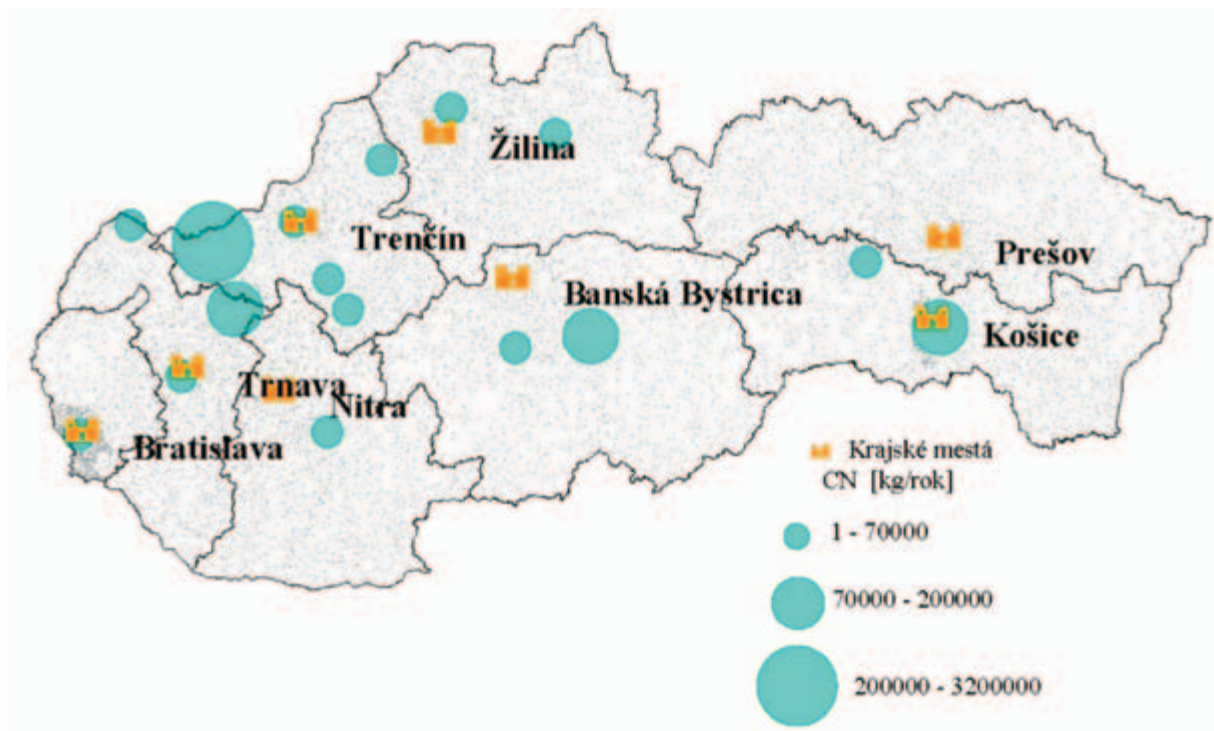 Žilina
Trenčín
Prešov
Banská Bystrica
Košice
Trnava
Nitra
Bratislava
Krajské mestá
CN [kg/rok]
1 - 70000
70000 - 200000
200000 - 3200000